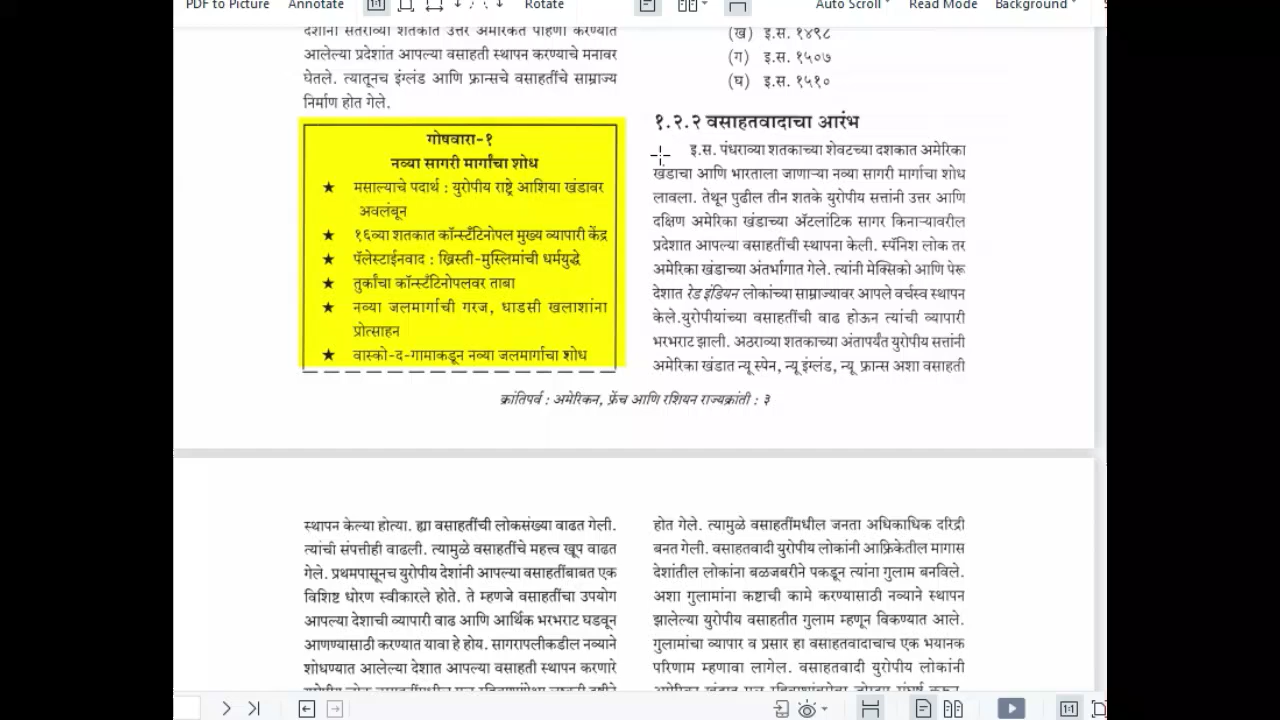 PDF to Picture Annotate Rotate Auto Scroll Read Mode Background
देशांनी सतराव्या शतकात उत्तर अमेरिकेत पाहणी करण्यात
आलेल्या प्रदेशांत आपल्या वसाहती स्थापन करण्याचे मनावर
घेतले. त्यातूनच इंग्लंड आणि फ्रान्सचे वसाहतींचे साम्राज्य
निर्माण होत गेले.
गोषवारा-१
नव्या सागरी मार्गांचा शोध
★ मसाल्याचे पदार्थ : युरोपीय राष्ट्रे आशिया खंडावर
अवलंबून
★ १६व्या शतकात कॉन्स्टँटिनोपल मुख्य व्यापारी केंद्र
★ पॅलेस्टाईनवाद : ख्रिस्ती-मुस्लिमांची धर्मयुद्धे
★ तुर्कांचा कॉन्स्टँटिनोपलवर ताबा
★ नव्या जलमार्गाची गरज, धाडसी खलाशांना
प्रोत्साहन
★ वास्को-द-गामाकडून नव्या जलमार्गाचा शोध
(ख) इ.स. १४९८
(ग) इ.स. १५०७
(घ) इ.स. १५१०
१.२.२ वसाहतवादाचा आरंभ
इ.स. पंधराव्या शतकाच्या शेवटच्या दशकात अमेरिका
खंडाचा आणि भारताला जाणाऱ्या नव्या सागरी मार्गाचा शोध
लावला. तेथून पुढील तीन शतके युरोपीय सत्तांनी उत्तर आणि
दक्षिण अमेरिका खंडाच्या ॲटलांटिक सागर किनाऱ्यावरील
प्रदेशात आपल्या वसाहतींची स्थापना केली. स्पॅनिश लोक तर
अमेरिका खंडाच्या अंतर्भागात गेले. त्यांनी मेक्सिको आणि पेरू
देशात रेड इंडियन लोकांच्या साम्राज्यावर आपले वर्चस्व स्थापन
केले.युरोपीयांच्या वसाहतींची वाढ होऊन त्यांची व्यापारी
भरभराट झाली. अठराव्या शतकाच्या अंतापर्यंत युरोपीय सत्तांनी
अमेरिका खंडात न्यू स्पेन, न्यू इंग्लंड, न्यू फ्रान्स अशा वसाहती
क्रांतिपर्व : अमेरिकन, फ्रेंच आणि रशियन राज्यक्रांती : ३
स्थापन केल्या होत्या. ह्या वसाहतींची लोकसंख्या वाढत गेली.
त्यांची संपत्तीही वाढली. त्यामुळे वसाहतींचे महत्त्व खूप वाढत
गेले. प्रथमपासूनच युरोपीय देशांनी आपल्या वसाहतींबाबत एक
विशिष्ट धोरण स्वीकारले होते. ते म्हणजे वसाहतींचा उपयोग
आपल्या देशाची व्यापारी वाढ आणि आर्थिक भरभराट घडवून
आणण्यासाठी करण्यात यावा हे होय. सागरापलीकडील नव्याने
शोधण्यात आलेल्या देशात आपल्या वसाहती स्थापन करणारे
होत गेले. त्यामुळे वसाहतींमधील जनता अधिकाधिक दरिद्री
बनत गेली. वसाहतवादी युरोपीय लोकांनी आफ्रिकेतील मागास
देशांतील लोकांना बळजबरीने पकडून त्यांना गुलाम बनविले.
अशा गुलामांना कष्टाची कामे करण्यासाठी नव्याने स्थापन
झालेल्या युरोपीय वसाहतीत गुलाम म्हणून विकण्यात आले.
गुलामांचा व्यापार व प्रसार हा वसाहतवादाचाच एक भयानक
परिणाम म्हणावा लागेल. वसाहतवादी युरोपीय लोकांनी